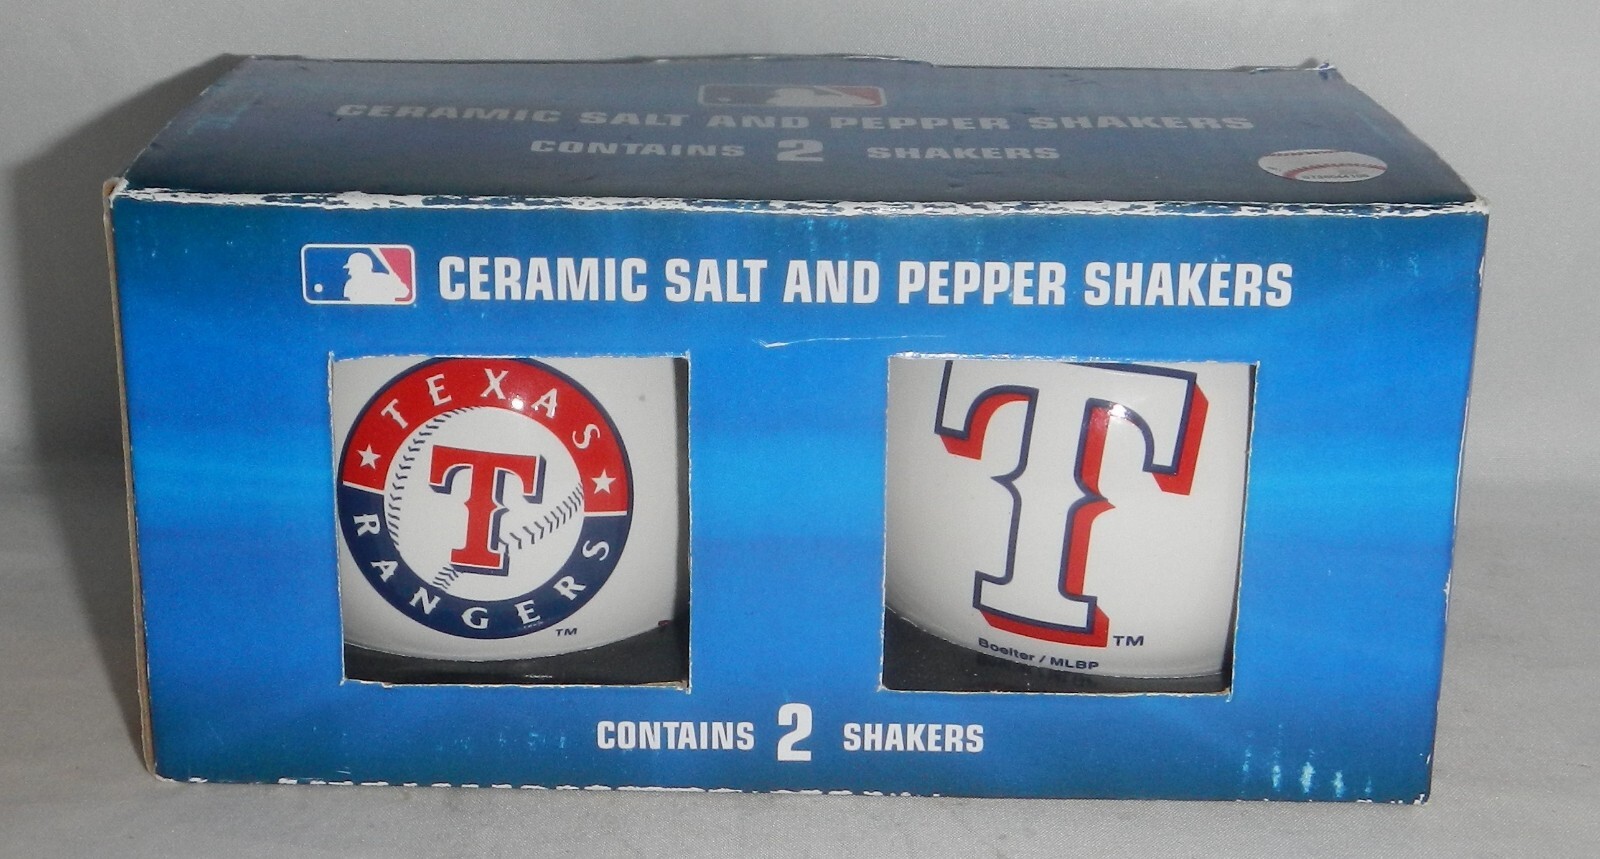 CERAMIC SALT AND PEPPER SHAKERS
CONTAINS 2 SHAKERS
CERAMIC SALT AND PEPPER SHAKERS
TEXAS
T
RANGERS
TM
T
TM
Boelter / MLBP
CONTAINS 2 SHAKERS